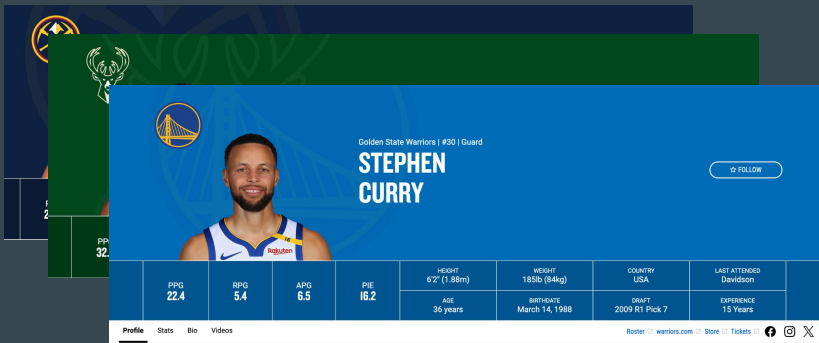 PP
32.
Golden State Warriors | #30 | Guard
STEPHEN
CURRY
☆ FOLLOW
Rakuten
PPG
22.4
RPG
5.4
APG
6.5
PIE
16.2
HEIGHT
6'2" (1.88m)
WEIGHT
185lb (84kg)
COUNTRY
USA
LAST ATTENDED
Davidson
AGE
36 years
BIRTHDATE
March 14, 1988
DRAFT
2009 R1 Pick 7
EXPERIENCE
15 Years
Profile Stats Bio Videos
Roster warriors.com Store Tickets